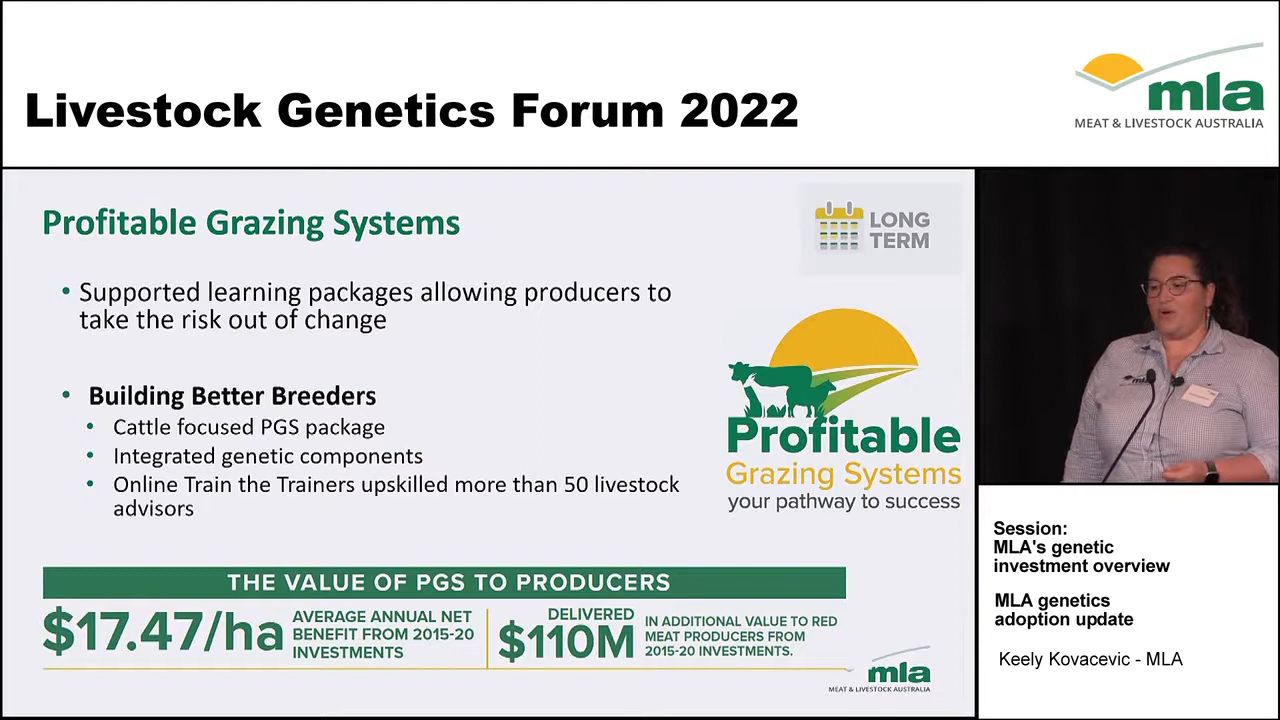 Livestock Genetics Forum 2022
mla
MEAT & LIVESTOCK AUSTRALIA
Profitable Grazing Systems
LONG
TERM
• Supported learning packages allowing producers to
take the risk out of change
• Building Better Breeders
• Cattle focused PGS package
• Integrated genetic components
• Online Train the Trainers upskilled more than 50 livestock
advisors
Profitable
Grazing Systems
your pathway to success
THE VALUE OF PGS TO PRODUCERS
$17.47/ha
AVERAGE ANNUAL NET
BENEFIT FROM 2015-20
INVESTMENTS
DELIVERED
$110M
IN ADDITIONAL VALUE TO RED
MEAT PRODUCERS FROM
2015-20 INVESTMENTS.
mla
MEAT & LIVESTOCK AUSTRALIA
mla
Session:
MLA's genetic
investment overview
MLA genetics
adoption update
Keely Kovacevic - MLA